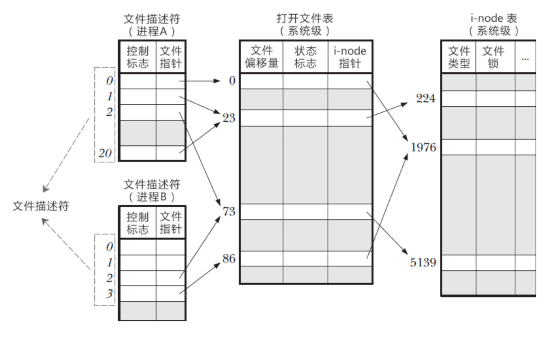 文件描述符
（进程A）
控制
标志
文件
指针
0
1
2
20
文件描述符
文件描述符
（进程B）
控制
标志
文件
指针
0
1
2
3
打开文件表
（系统级）
文件
偏移量
状态
标志
i-node
指针
0
23
73
86
i-node 表
（系统级）
文件
类型
文件
锁
...
224
1976
5139